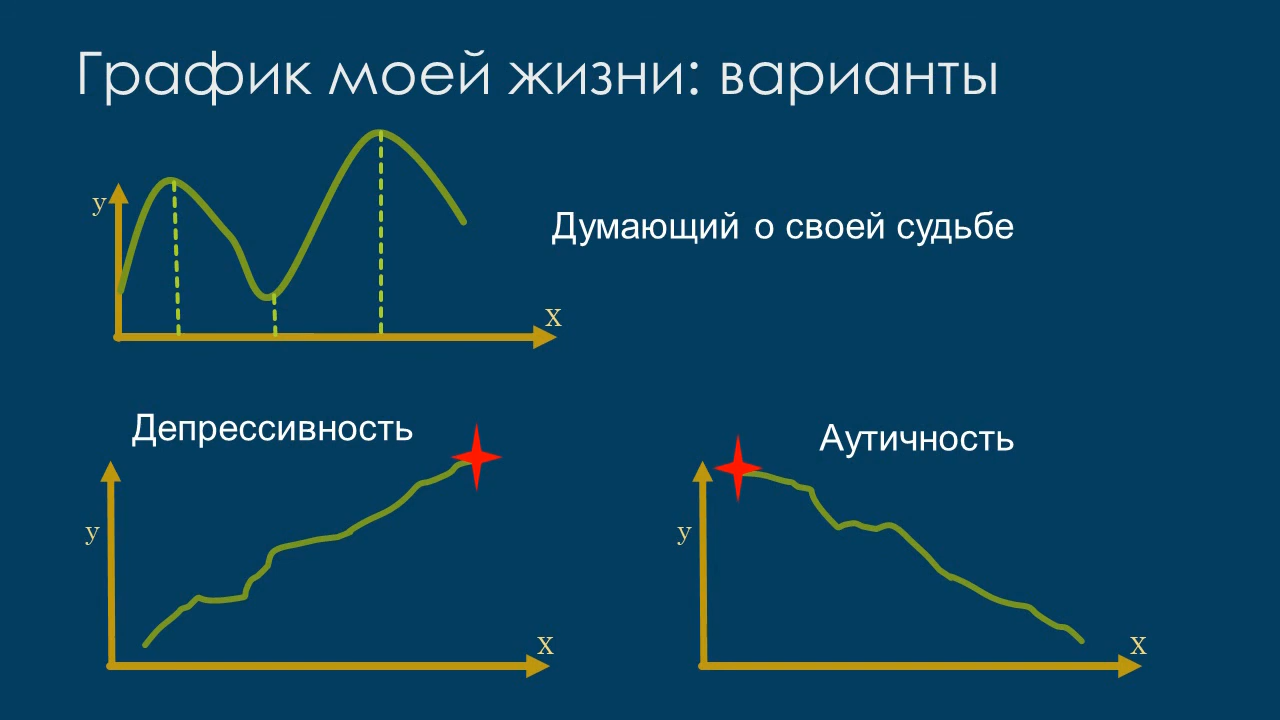 График моей жизни: варианты
y
Думающий о своей судьбе
X
Депрессивность
Аутичность
y
y
X
X